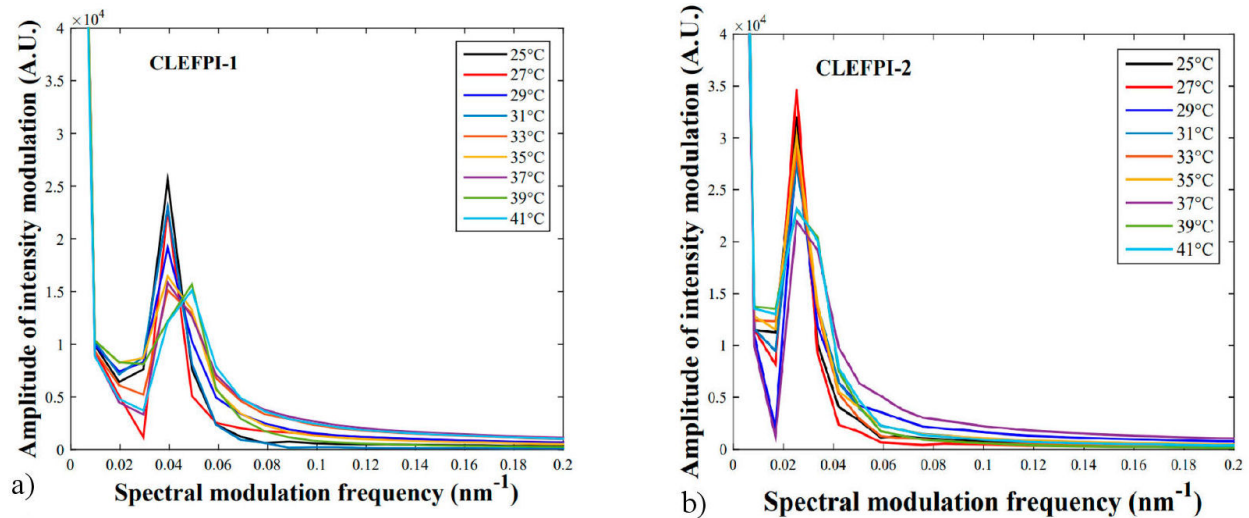 ×10⁴
4
3.5
3
2.5
2
1.5
1
0.5
0
Amplitude of intensity modulation (A.U.)
CLEFPI-1
25°C
27°C
29°C
31°C
33°C
35°C
37°C
39°C
41°C
0 0.02 0.04 0.06 0.08 0.1 0.12 0.14 0.16 0.18 0.2
Spectral modulation frequency (nm⁻¹)
a)
×10⁴
4
3.5
3
2.5
2
1.5
1
0.5
0
Amplitude of intensity modulation (A.U.)
CLEFPI-2
25°C
27°C
29°C
31°C
33°C
35°C
37°C
39°C
41°C
0 0.02 0.04 0.06 0.08 0.1 0.12 0.14 0.16 0.18 0.2
Spectral modulation frequency (nm⁻¹)
b)